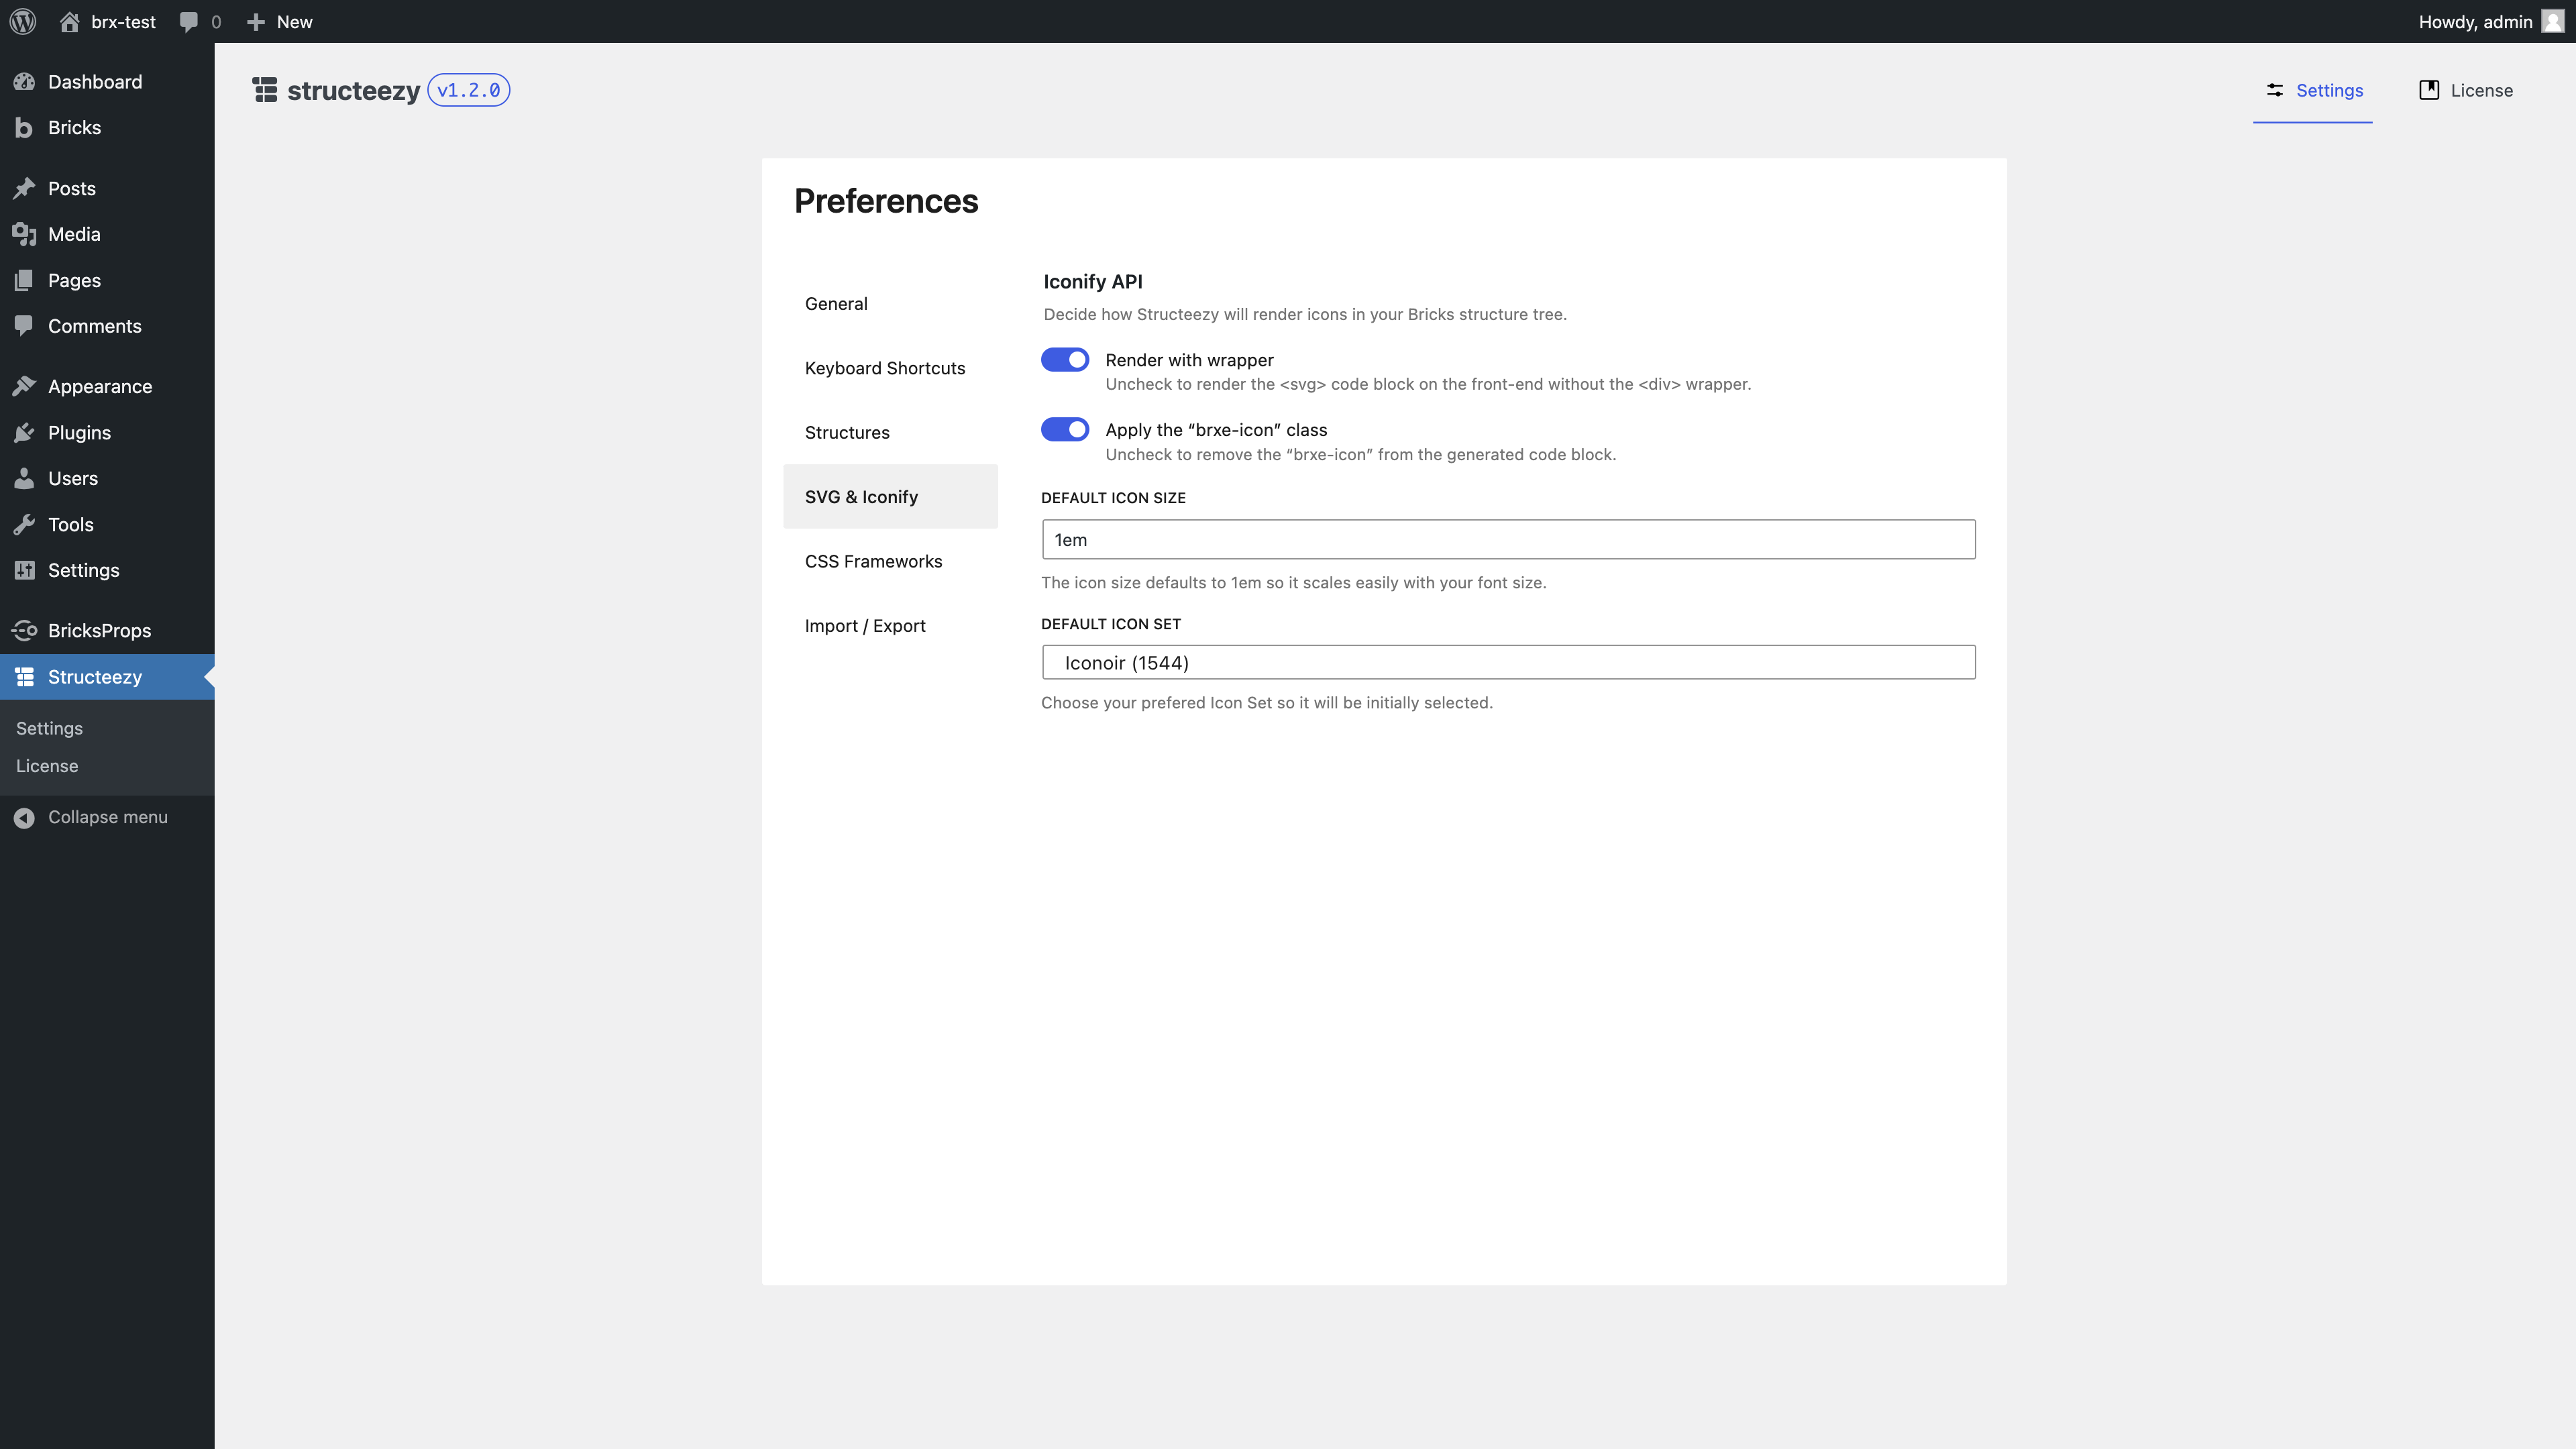 brx-test
0
New
Howdy, admin
Dashboard
Bricks
Posts
Media
Pages
Comments
Appearance
Plugins
Users
Tools
Settings
BricksProps
Structeezy
Settings
License
Collapse menu
structeezy v1.2.0
Settings
License
Preferences
General
Keyboard Shortcuts
Structures
SVG & Iconify
CSS Frameworks
Import / Export
Iconify API
Decide how Structeezy will render icons in your Bricks structure tree.
Render with wrapper
Uncheck to render the <svg> code block on the front-end without the <div> wrapper.
Apply the “brxe-icon” class
Uncheck to remove the “brxe-icon” from the generated code block.
DEFAULT ICON SIZE
1em
The icon size defaults to 1em so it scales easily with your font size.
DEFAULT ICON SET
Iconoir (1544)
Choose your prefered Icon Set so it will be initially selected.